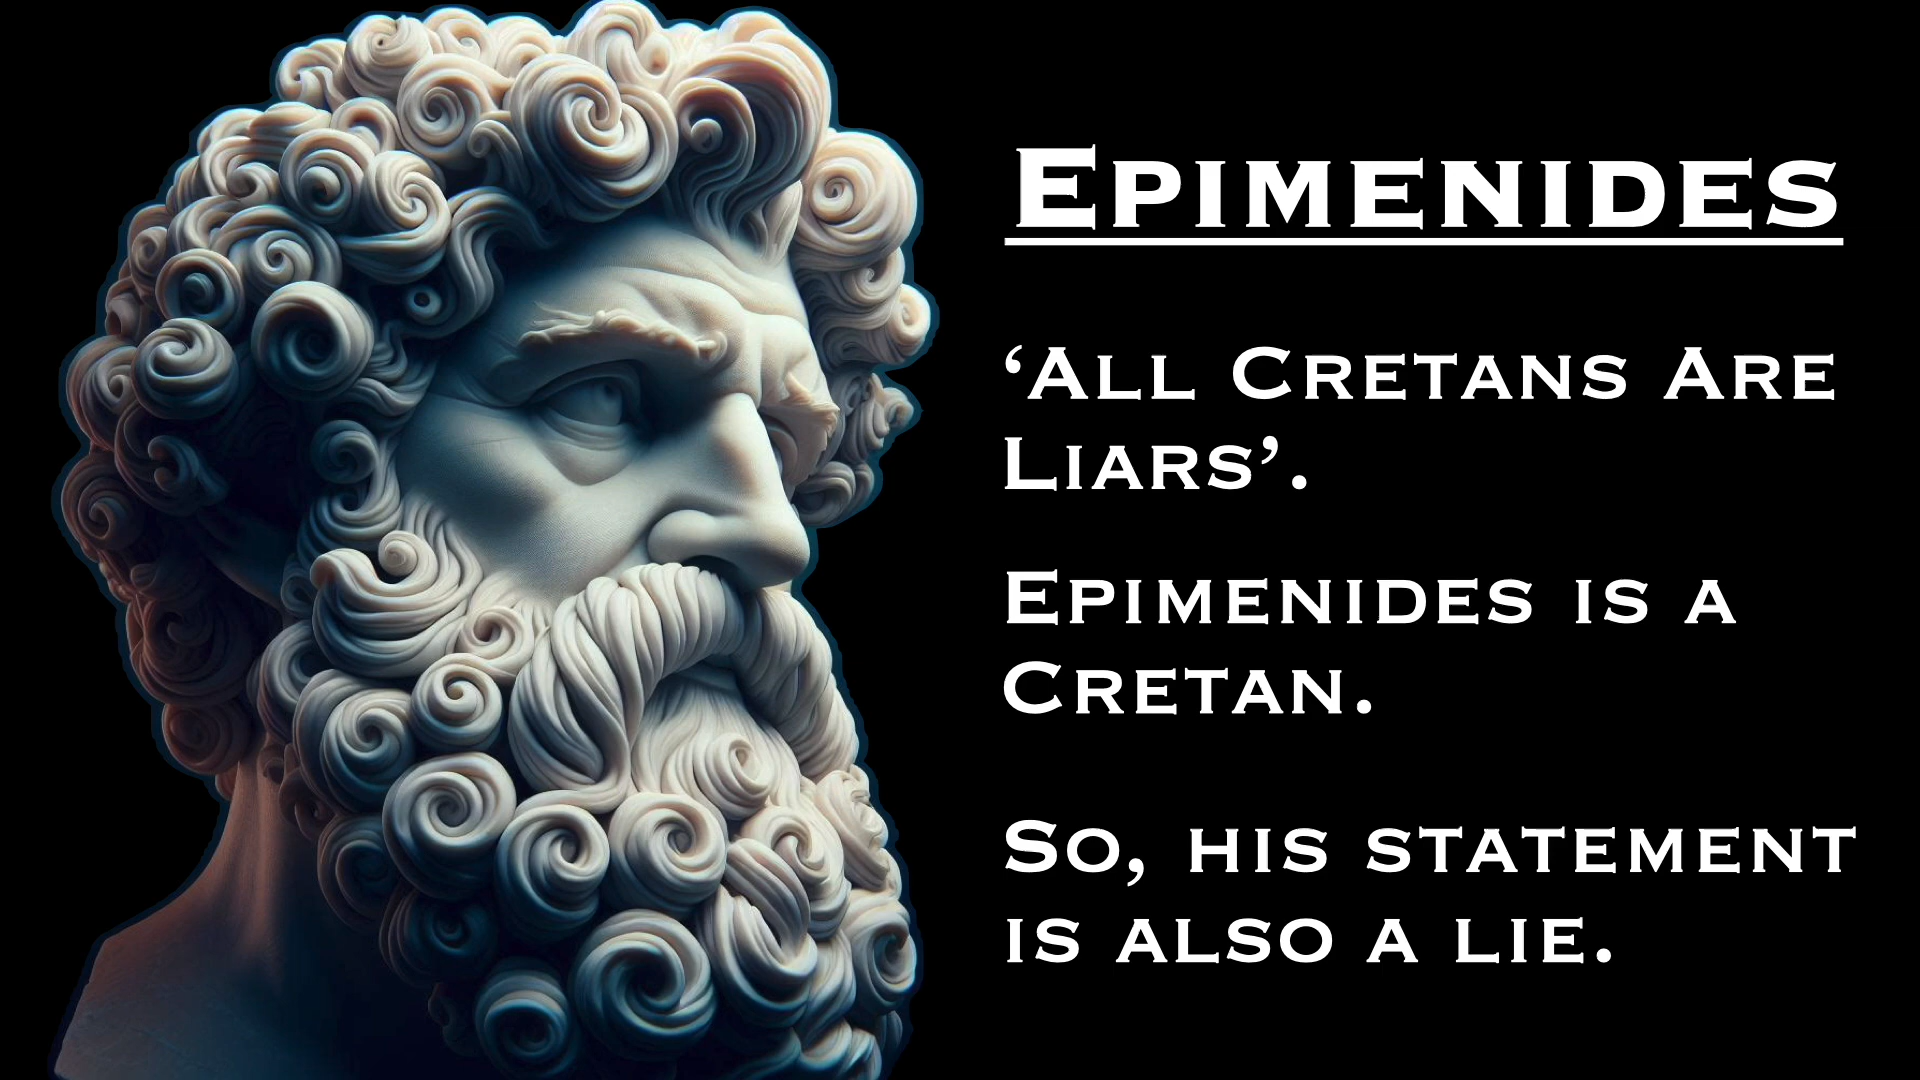 Epimenides
‘All Cretans Are
Liars’.
Epimenides is a
Cretan.
So, his statement
is also a lie.